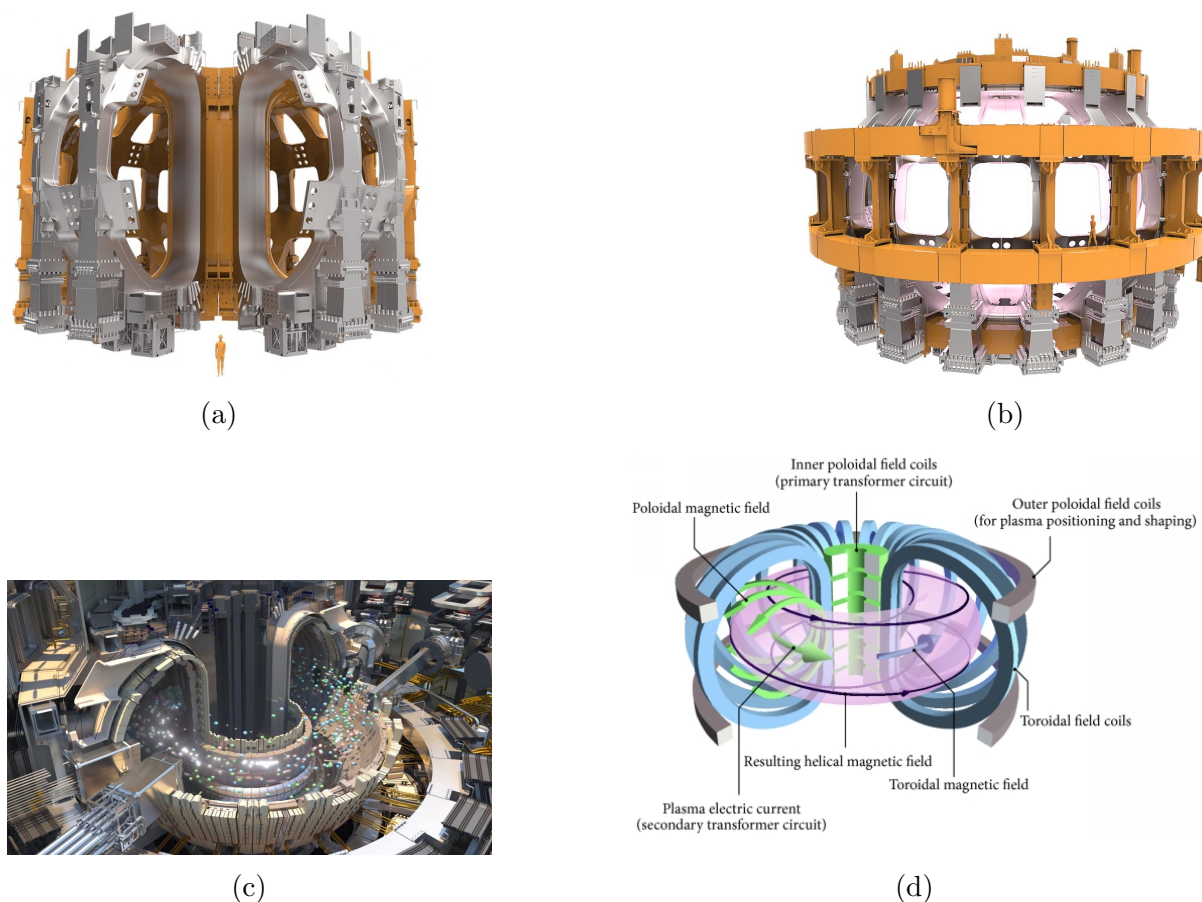 (a)
(b)
Inner poloidal field coils
(primary transformer circuit)
Poloidal magnetic field
Outer poloidal field coils
(for plasma positioning and shaping)
Toroidal field coils
Resulting helical magnetic field
Toroidal magnetic field
Plasma electric current
(secondary transformer circuit)
(c)
(d)